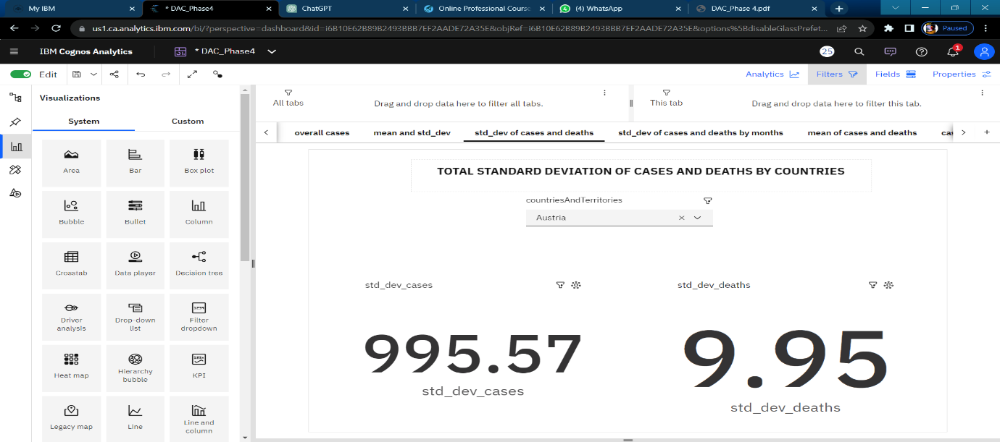 My IBM
* DAC_Phase4
ChatGPT
Online Professional Course
(4) WhatsApp
DAC_Phase 4.pdf
us1.ca.analytics.ibm.com/bi/?perspective=dashboard&id=i6B10E62B89B2493BBB7EF2AADE72A35E&objRef=i6B10E62B89B2493BBB7EF2AADE72A35E&options%5BdisableGlassPrefet...
Paused
IBM Cognos Analytics
* DAC_Phase4
25
1
Edit
Analytics
Filters
Fields
Properties
Visualizations
System
Custom
Area
Bar
Box plot
Bubble
Bullet
Column
Crosstab
Data player
Decision tree
Driver
analysis
Drop-down
list
Filter
dropdown
Heat map
Hierarchy
bubble
KPI
Legacy map
Line
Line and
column
All tabs
Drag and drop data here to filter all tabs.
This tab
Drag and drop data here to filter this tab.
overall cases
mean and std_dev
std_dev of cases and deaths
std_dev of cases and deaths by months
mean of cases and deaths
TOTAL STANDARD DEVIATION OF CASES AND DEATHS BY COUNTRIES
countriesAndTerritories
Austria
std_dev_cases
995.57
std_dev_cases
std_dev_deaths
9.95
std_dev_deaths